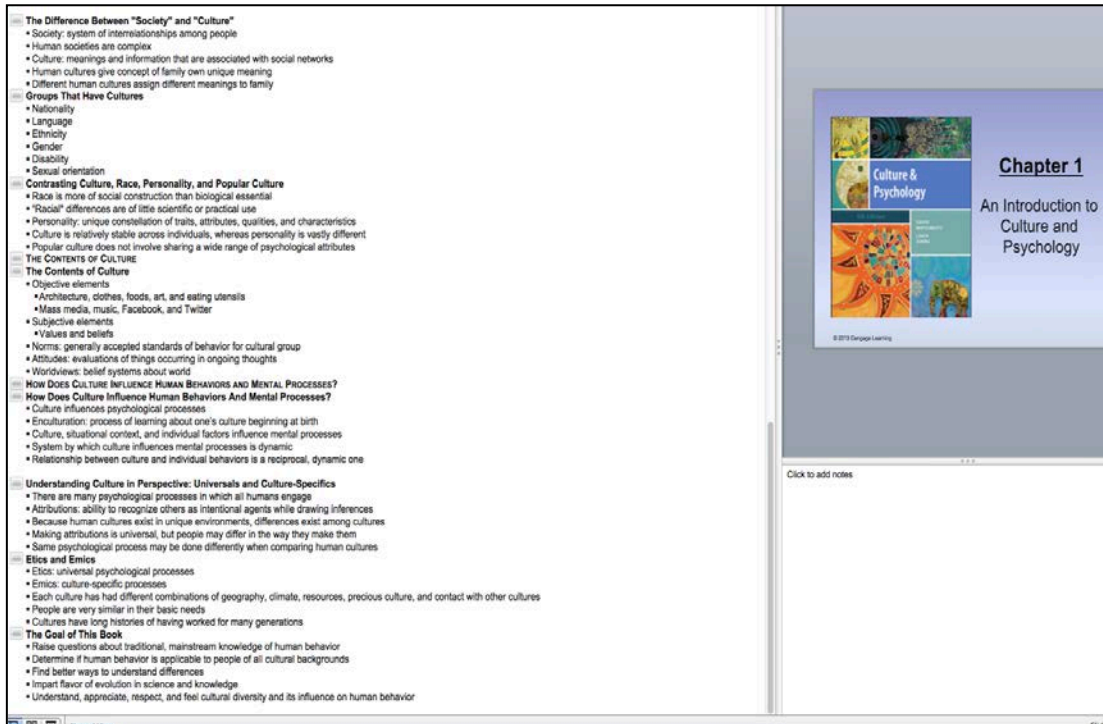 The Difference Between "Society" and "Culture"
▪ Society: system of interrelationships among people
▪ Human societies are complex
▪ Culture: meanings and information that are associated with social networks
▪ Human cultures give concept of family own unique meaning
▪ Different human cultures assign different meanings to family
Groups That Have Cultures
▪ Nationality
▪ Language
▪ Ethnicity
▪ Gender
▪ Disability
▪ Sexual orientation
Contrasting Culture, Race, Personality, and Popular Culture
▪ Race is more of social construction than biological essential
▪ "Racial" differences are of little scientific or practical use
▪ Personality: unique constellation of traits, attributes, qualities, and characteristics
▪ Culture is relatively stable across individuals, whereas personality is vastly different
▪ Popular culture does not involve sharing a wide range of psychological attributes
THE CONTENTS OF CULTURE
The Contents of Culture
▪ Objective elements
▪ Architecture, clothes, foods, art, and eating utensils
▪ Mass media, music, Facebook, and Twitter
▪ Subjective elements
▪ Values and beliefs
▪ Norms: generally accepted standards of behavior for cultural group
▪ Attitudes: evaluations of things occurring in ongoing thoughts
▪ Worldviews: belief systems about world
HOW DOES CULTURE INFLUENCE HUMAN BEHAVIORS AND MENTAL PROCESSES?
How Does Culture Influence Human Behaviors And Mental Processes?
▪ Culture influences psychological processes
▪ Enculturation: process of learning about one's culture beginning at birth
▪ Culture, situational context, and individual factors influence mental processes
▪ System by which culture influences mental processes is dynamic
▪ Relationship between culture and individual behaviors is a reciprocal, dynamic one
Understanding Culture in Perspective: Universals and Culture-Specifics
▪ There are many psychological processes in which all humans engage
▪ Attributions: ability to recognize others as intentional agents while drawing inferences
▪ Because human cultures exist in unique environments, differences exist among cultures
▪ Making attributions is universal, but people may differ in the way they make them
▪ Same psychological process may be done differently when comparing human cultures
Etics and Emics
▪ Etics: universal psychological processes
▪ Emics: culture-specific processes
▪ Each culture has had different combinations of geography, climate, resources, precious culture, and contact with other cultures
▪ People are very similar in their basic needs
▪ Cultures have long histories of having worked for many generations
The Goal of This Book
▪ Raise questions about traditional, mainstream knowledge of human behavior
▪ Determine if human behavior is applicable to people of all cultural backgrounds
▪ Find better ways to understand differences
▪ Impart flavor of evolution in science and knowledge
▪ Understand, appreciate, respect, and feel cultural diversity and its influence on human behavior
Culture &
Psychology
Chapter 1
An Introduction to
Culture and
Psychology
© 2013 Cengage Learning
Click to add notes